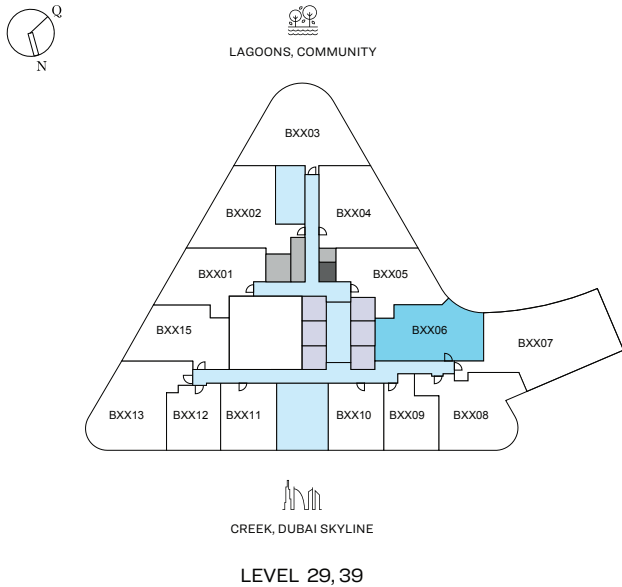 Q
N
LAGOONS, COMMUNITY
BXX03
BXX02
BXX04
BXX01
BXX05
BXX15
BXX06
BXX07
BXX13
BXX12
BXX11
BXX10
BXX09
BXX08
CREEK, DUBAI SKYLINE
LEVEL 29, 39